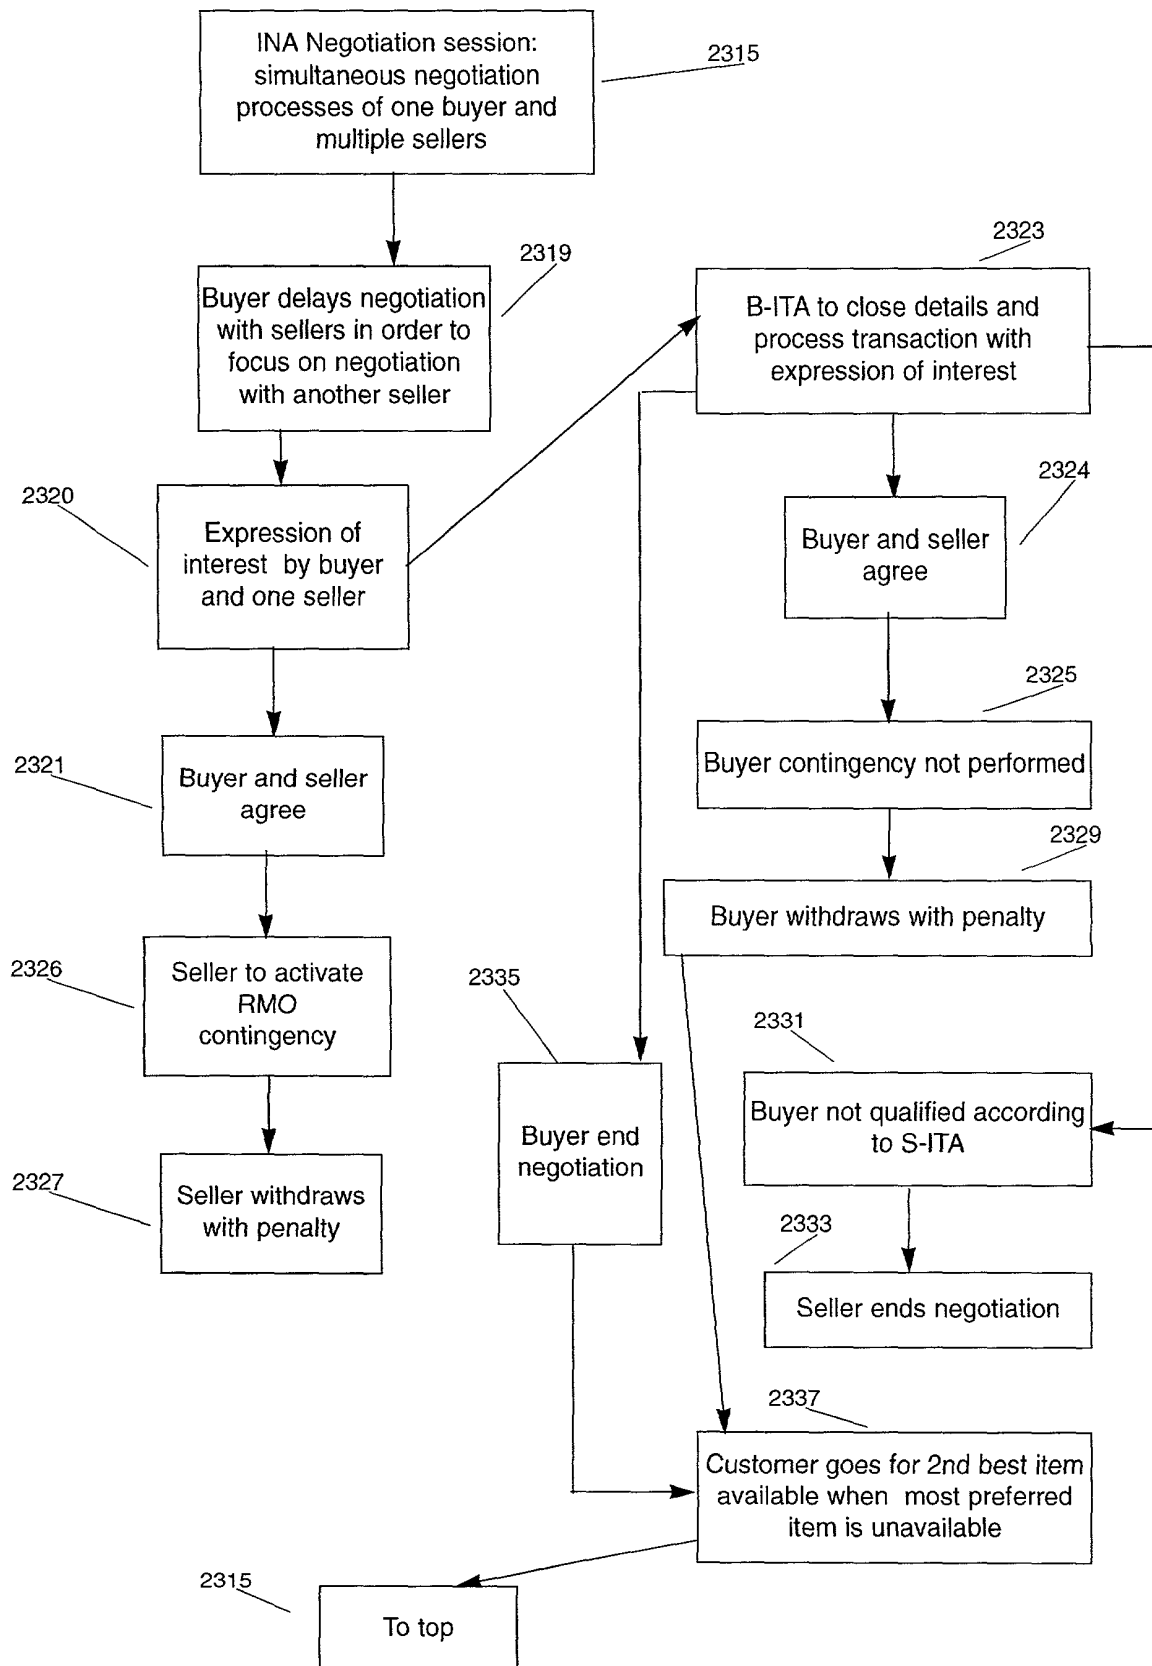 INA Negotiation session:
simultaneous negotiation
processes of one buyer and
multiple sellers
2315
2319
Buyer delays negotiation
with sellers in order to
focus on negotiation
with another seller
2323
B-ITA to close details and
process transaction with
expression of interest
2320
Expression of
interest by buyer
and one seller
2324
Buyer and seller
agree
2321
Buyer and seller
agree
2325
Buyer contingency not performed
2329
Buyer withdraws with penalty
2326
Seller to activate
RMO
contingency
2335
Buyer end
negotiation
2331
Buyer not qualified according
to S-ITA
2327
Seller withdraws
with penalty
2333
Seller ends negotiation
2337
Customer goes for 2nd best item
available when most preferred
item is unavailable
2315
To top